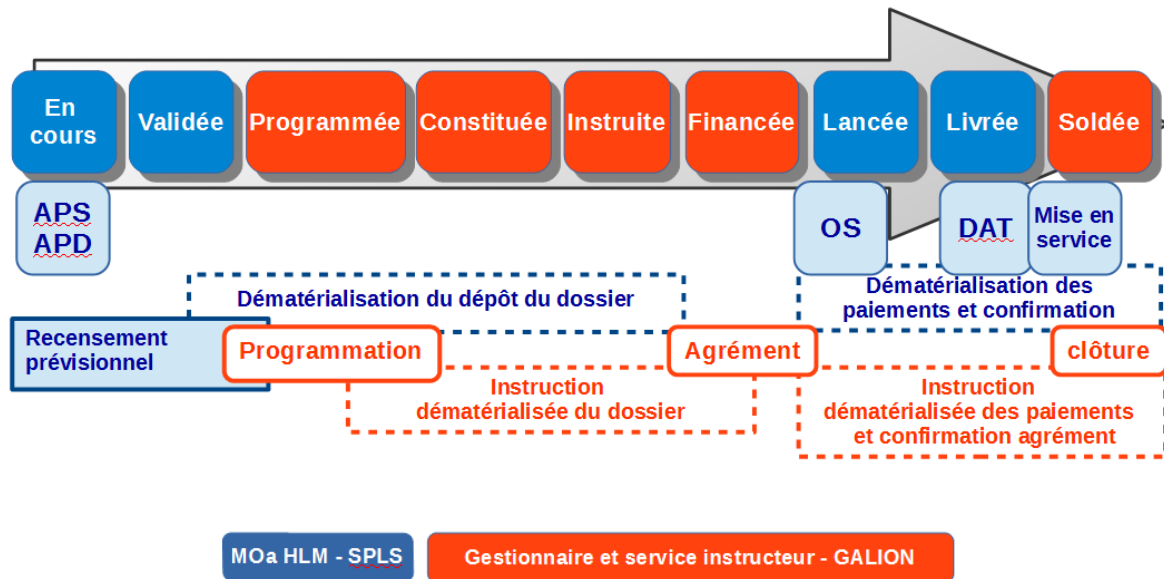 En
cours
Validée
Programmée
Constituée
Instruite
Financée
Lancée
Livrée
Soldée
APS
APD
OS
DAT
Mise en
service
Dématérialisation du dépôt du dossier
Dématérialisation des
paiements et confirmation
Recensement
prévisionnel
Programmation
Agrément
clôture
Instruction
dématérialisée du dossier
Instruction
dématérialisée des paiements
et confirmation agrément
MOa HLM - SPLS
Gestionnaire et service instructeur - GALION